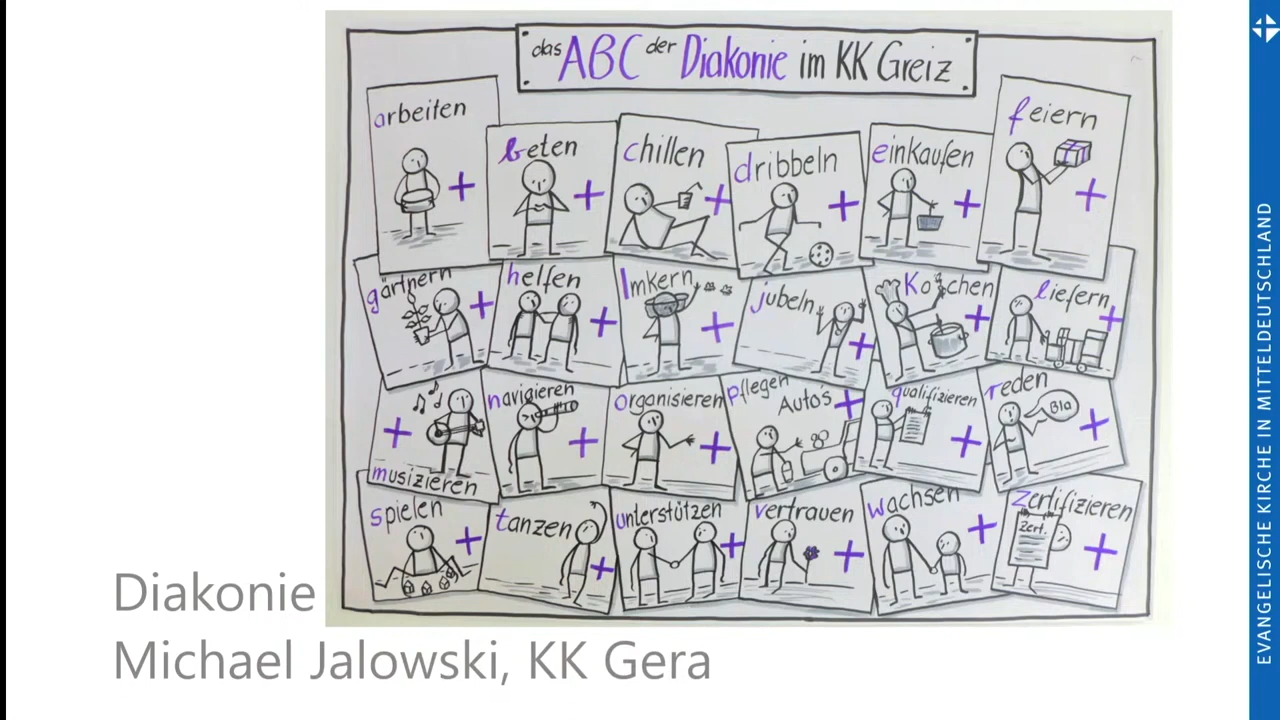 das ABC der Diakonie im KK Greiz
arbeiten
beten
chillen
dribbeln
einkaufen
feiern
gärtnern
helfen
Imkern
jubeln
Kochen
liefern
musizieren
navigieren
organisieren
pflegen
Autos
qualifizieren
reden
Bla
spielen
tanzen
unterstützen
vertrauen
wachsen
zertifizieren
Zert.
Diakonie
Michael Jalowski, KK Gera
EVANGELISCHE KIRCHE IN MITTELDEUTSCHLAND